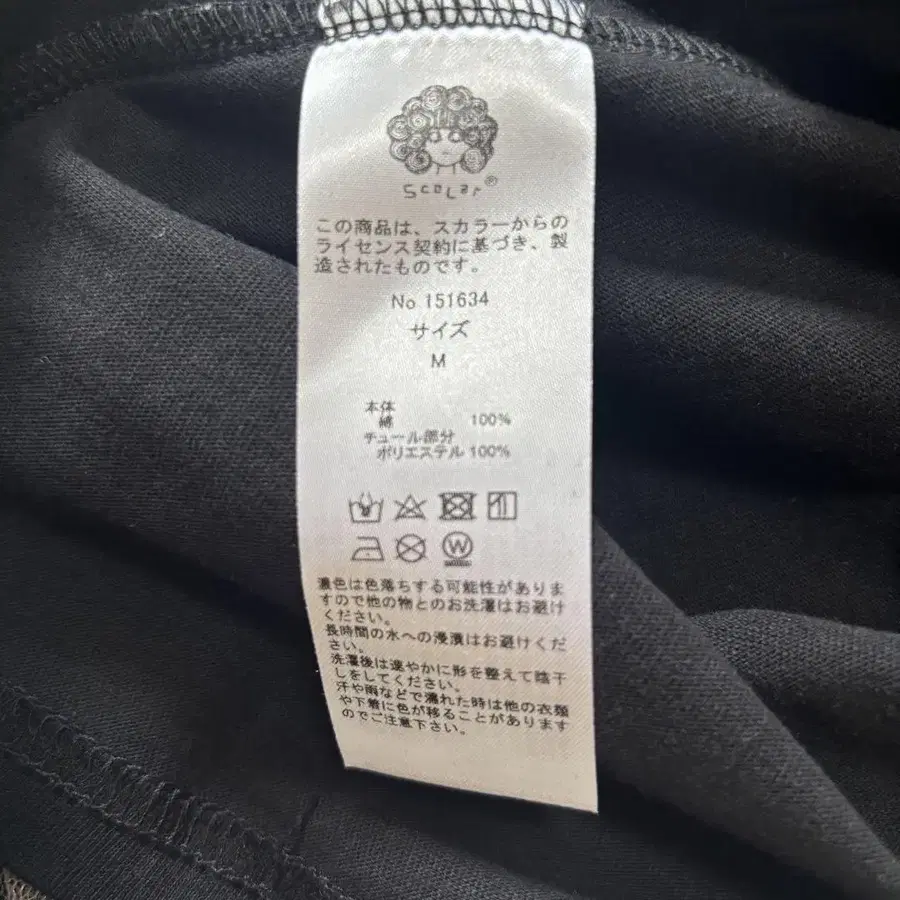 ScoLar®
この商品は、スカラーからの
ライセンス契約に基づき、製
造されたものです。
No 151634
サイズ
M
本体
綿 100%
チュール部分
ポリエステル 100%
W
濃色は色落ちする可能性がありま
すので他の物とのお洗濯はお避け
ください。
長時間の水への浸漬はお避けくだ
さい。
洗濯後は速やかに形を整えて陰干
しをしてください。
汗や雨などで濡れた時は他の衣類
や下着に色が移ることがあります
のでご注意下さい。